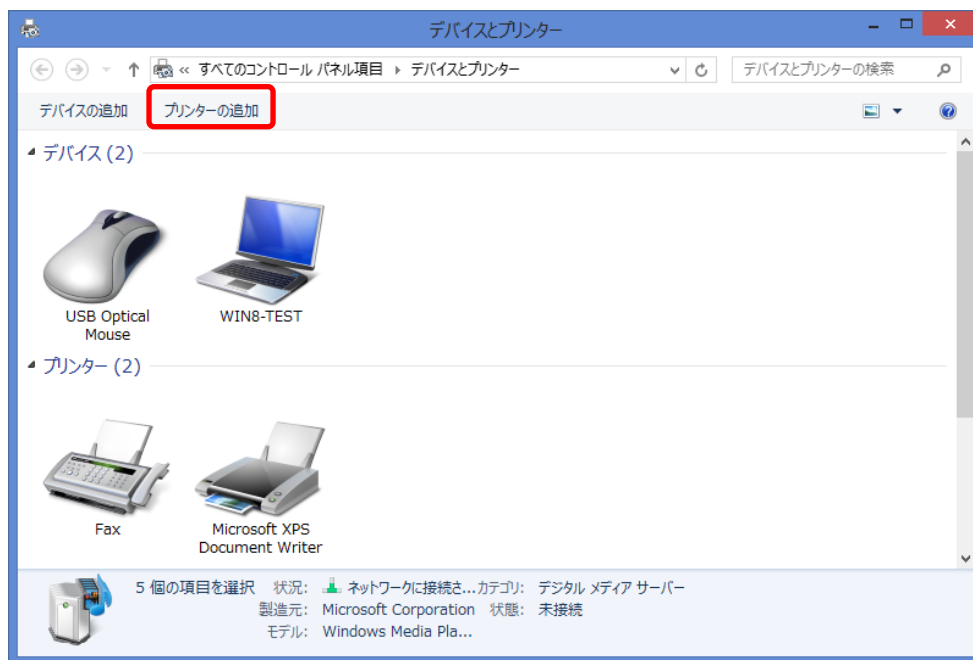 デバイスとプリンター
« すべてのコントロール パネル項目 ▸ デバイスとプリンター
デバイスとプリンターの検索
デバイスの追加 プリンターの追加
デバイス (2)
USB Optical
Mouse
WIN8-TEST
プリンター (2)
Fax
Microsoft XPS
Document Writer
5 個の項目を選択 状況: ネットワークに接続さ... カテゴリ: デジタル メディア サーバー
製造元: Microsoft Corporation 状態: 未接続
モデル: Windows Media Pla...